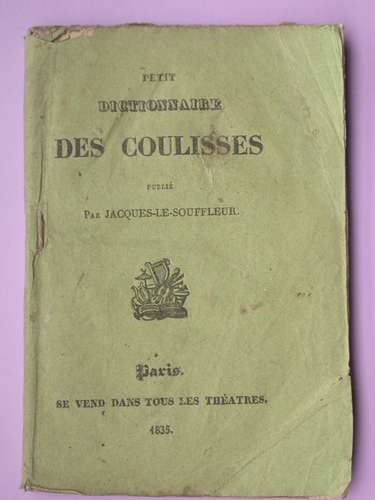 PETIT
DICTIONNAIRE
DES COULISSES
PUBLIÉ
PAR JACQUES-LE-SOUFFLEUR.
Paris.
SE VEND DANS TOUS LES THÉATRES.
1835.